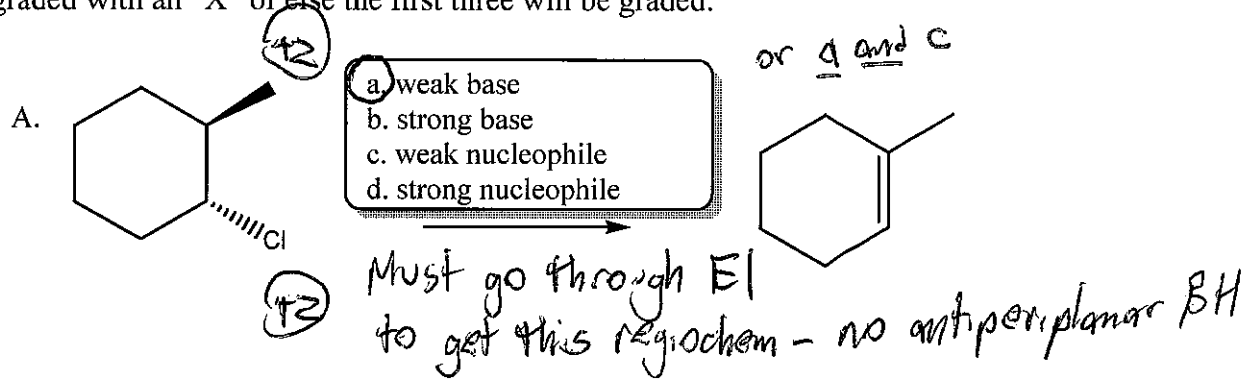 graded with an "X" or else the first three will be graded.
+2
or a and c
A.
a. weak base
b. strong base
c. weak nucleophile
d. strong nucleophile
Cl
+2
Must go through E1
to get this regiochem - no antiperiplanar βH